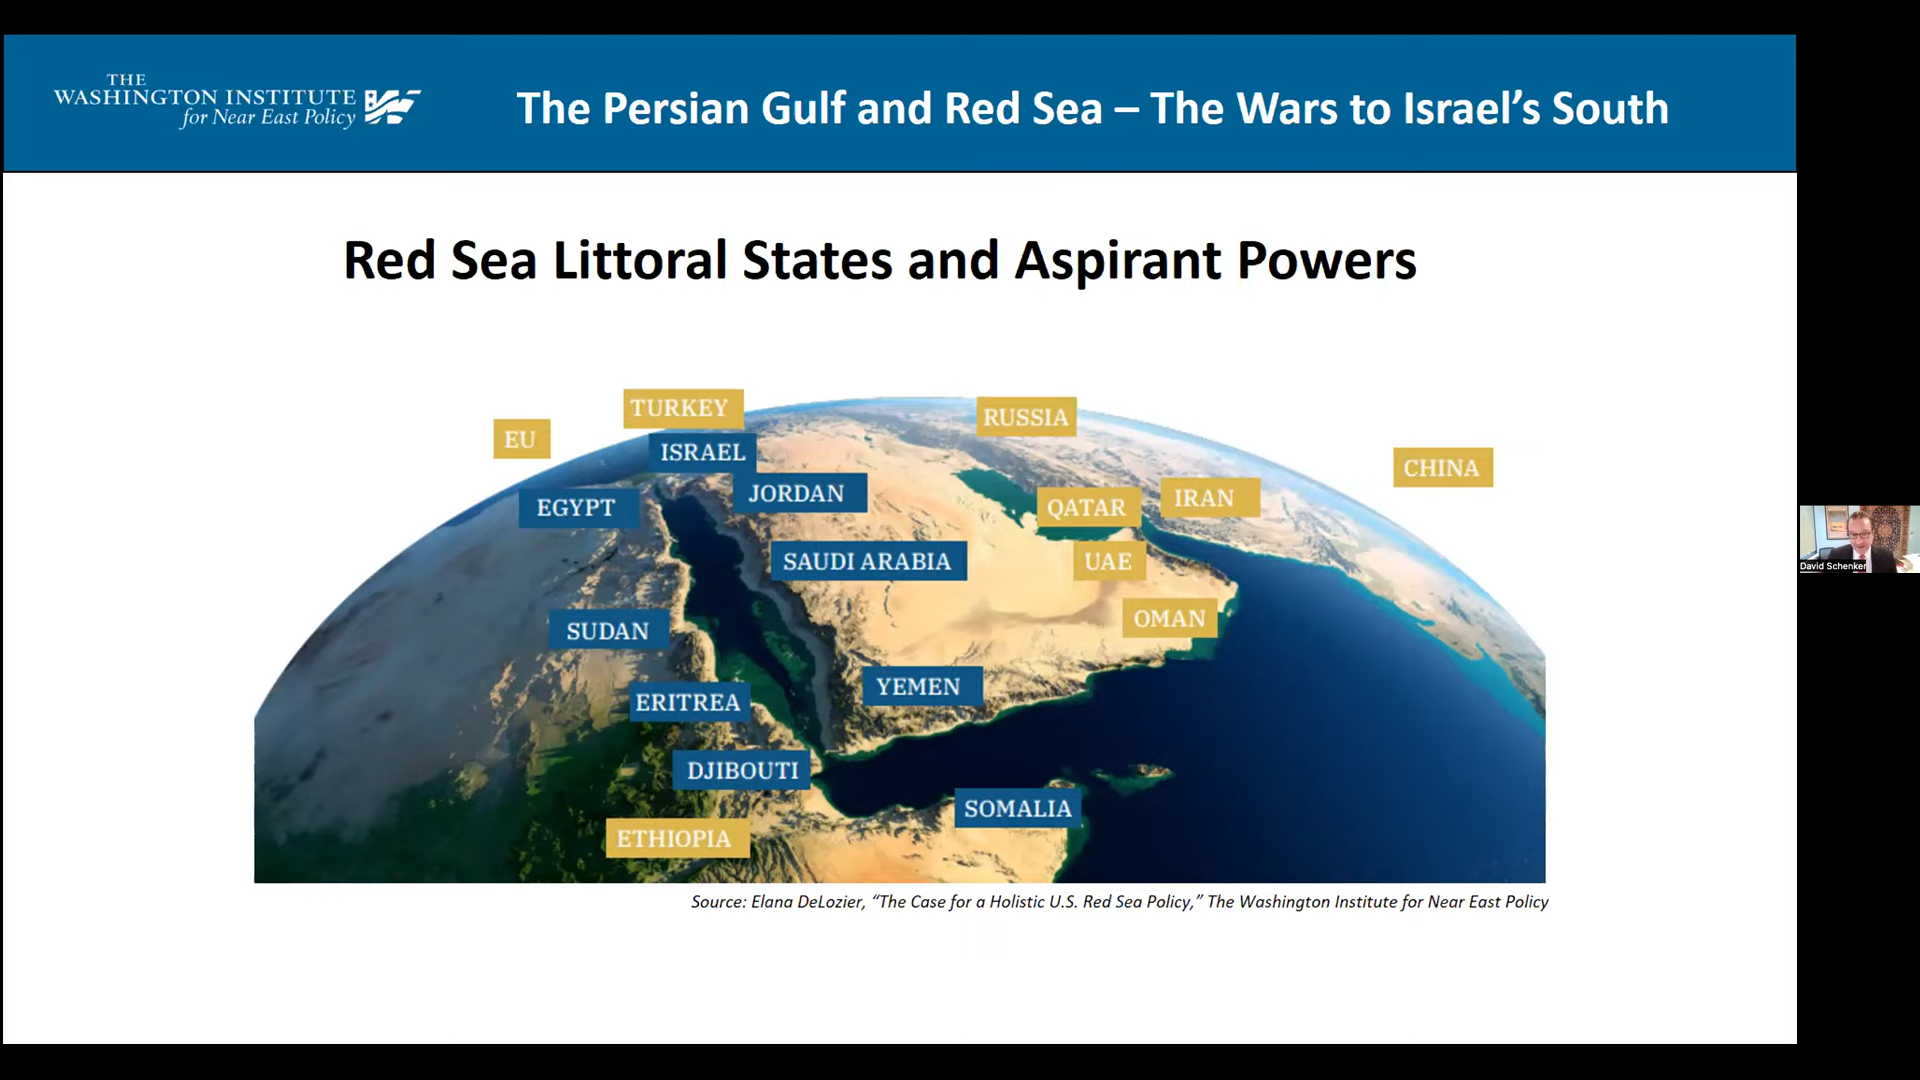 THE
WASHINGTON INSTITUTE
for Near East Policy
The Persian Gulf and Red Sea – The Wars to Israel’s South
Red Sea Littoral States and Aspirant Powers
TURKEY
RUSSIA
EU
ISRAEL
CHINA
JORDAN
EGYPT
QATAR
IRAN
SAUDI ARABIA
UAE
David Schenker
OMAN
SUDAN
YEMEN
ERITREA
DJIBOUTI
SOMALIA
ETHIOPIA
Source: Elana DeLozier, “The Case for a Holistic U.S. Red Sea Policy,” The Washington Institute for Near East Policy